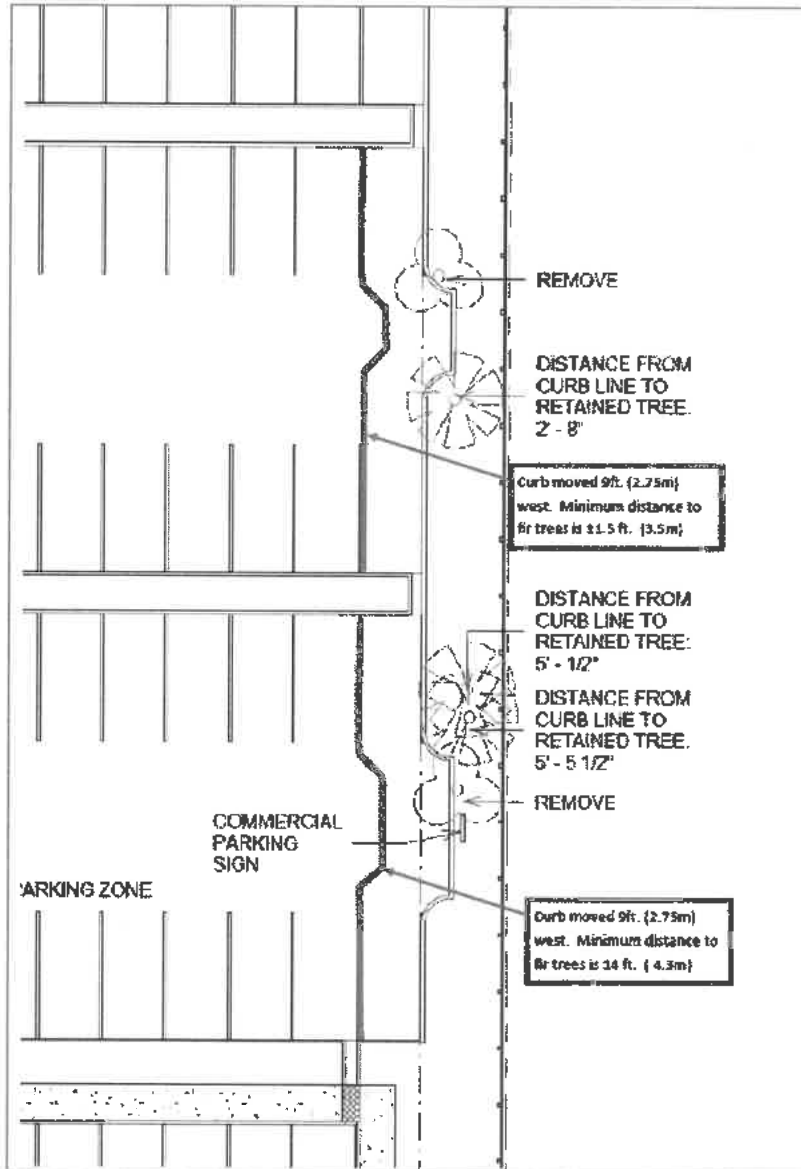 REMOVE
DISTANCE FROM
CURB LINE TO
RETAINED TREE.
2' - 8"
Curb moved 9ft. (2.75m)
west. Minimum distance to
fir trees is 11.5 ft. (3.5m)
DISTANCE FROM
CURB LINE TO
RETAINED TREE:
5' - 1/2"
DISTANCE FROM
CURB LINE TO
RETAINED TREE.
5' - 5 1/2"
REMOVE
COMMERCIAL
PARKING
SIGN
PARKING ZONE
Curb moved 9ft. (2.75m)
west. Minimum distance to
fir trees is 14 ft. ( 4.3m)